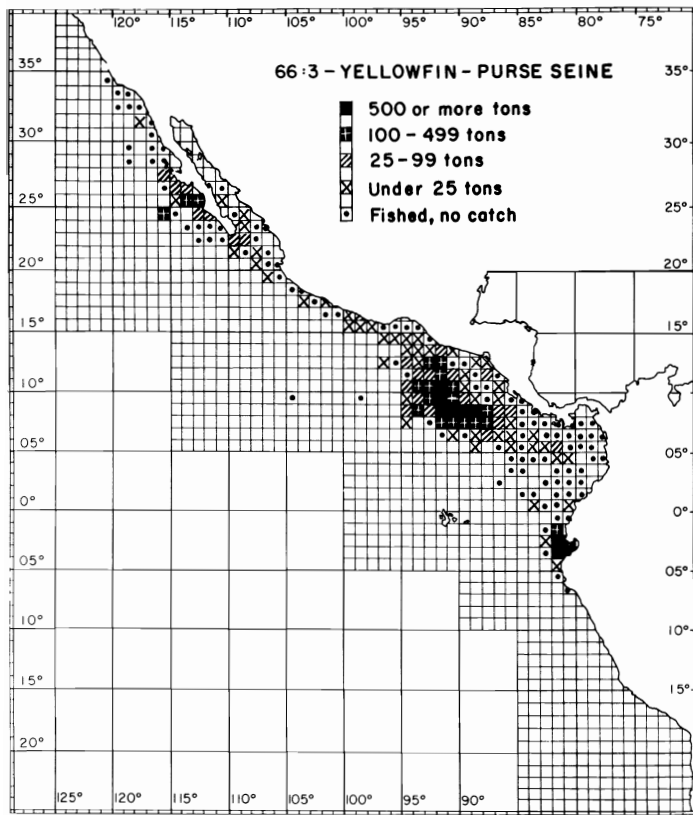 120° 115° 110° 105° 100° 95° 90° 85° 80° 75°
66:3 - YELLOWFIN - PURSE SEINE
500 or more tons
100 - 499 tons
25 - 99 tons
Under 25 tons
Fished, no catch
35° 35°
30° 30°
25° 25°
20° 20°
15° 15°
10° 10°
05° 05°
0° 0°
05° 05°
10° 10°
15° 15°
20°
125° 120° 115° 110° 105° 100° 95° 90°